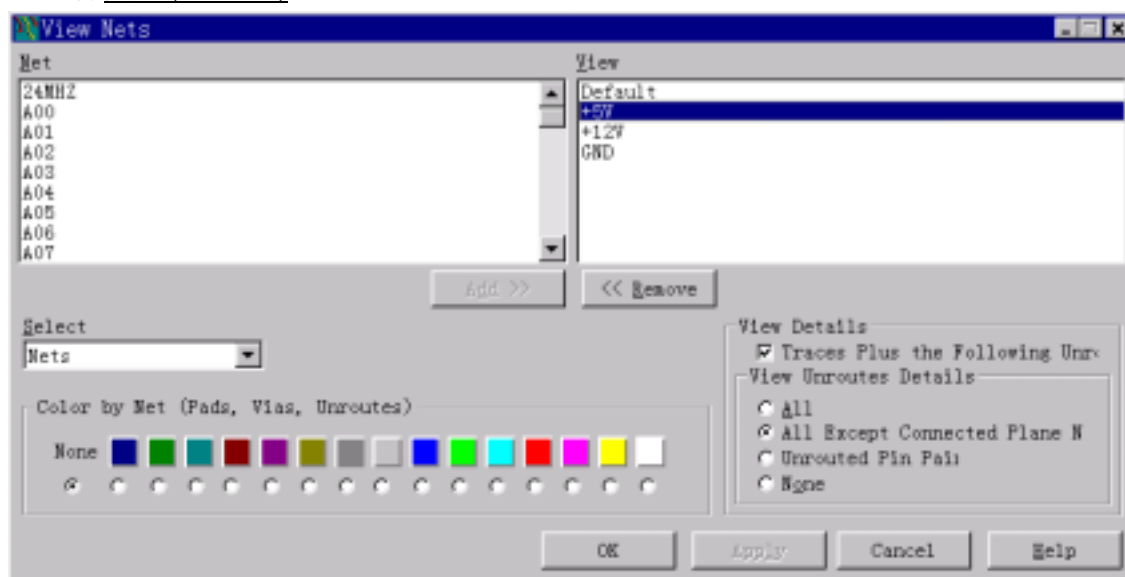 View Nets
Net
View
24MHZ
A00
A01
A02
A03
A04
A05
A06
A07
Default
+5V
+12V
GND
Add >>
<< Remove
Select
Nets
View Details
Traces Plus the Following Unr
View Unroutes Details
All
All Except Connected Plane N
Unrouted Pin Pai
None
Color by Net (Pads, Vias, Unroutes)
None
OK
Apply
Cancel
Help